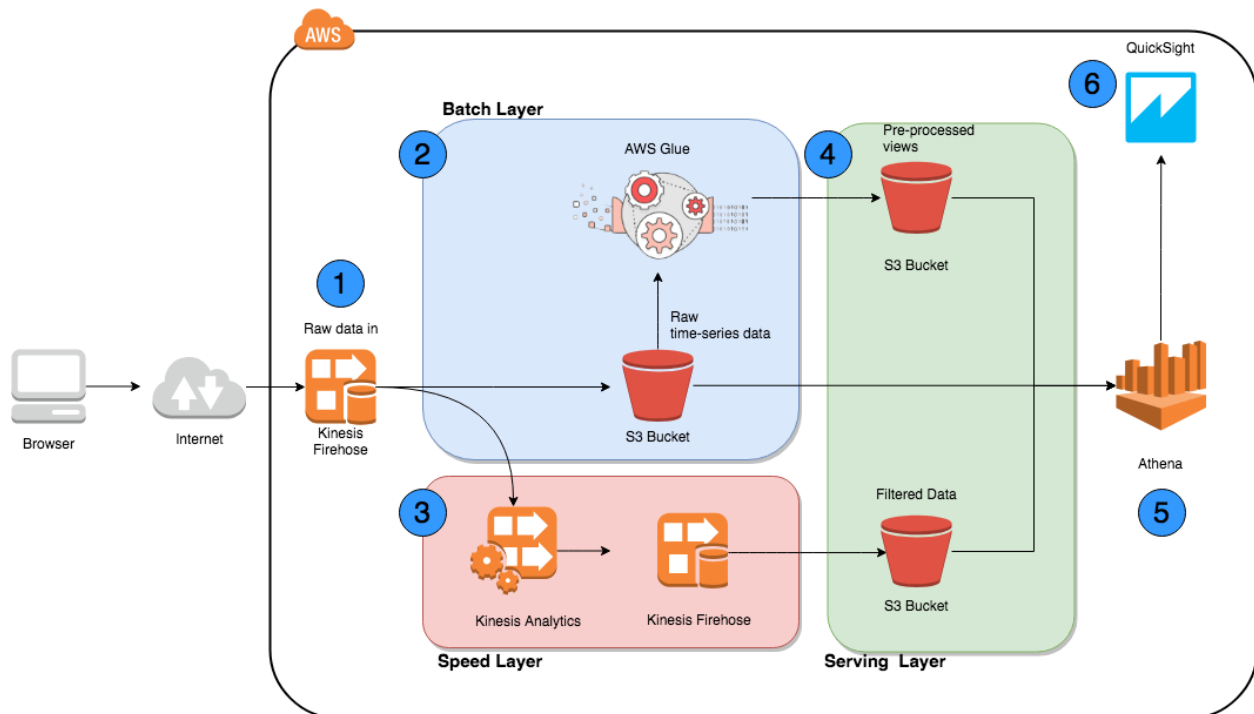 AWS
QuickSight
6
Batch Layer
2
AWS Glue
4
Pre-processed
views
S3 Bucket
1
Raw data in
Raw
time-series data
Browser
Internet
Kinesis
Firehose
S3 Bucket
Athena
5
3
Filtered Data
Kinesis Analytics
Kinesis Firehose
S3 Bucket
Speed Layer
Serving Layer